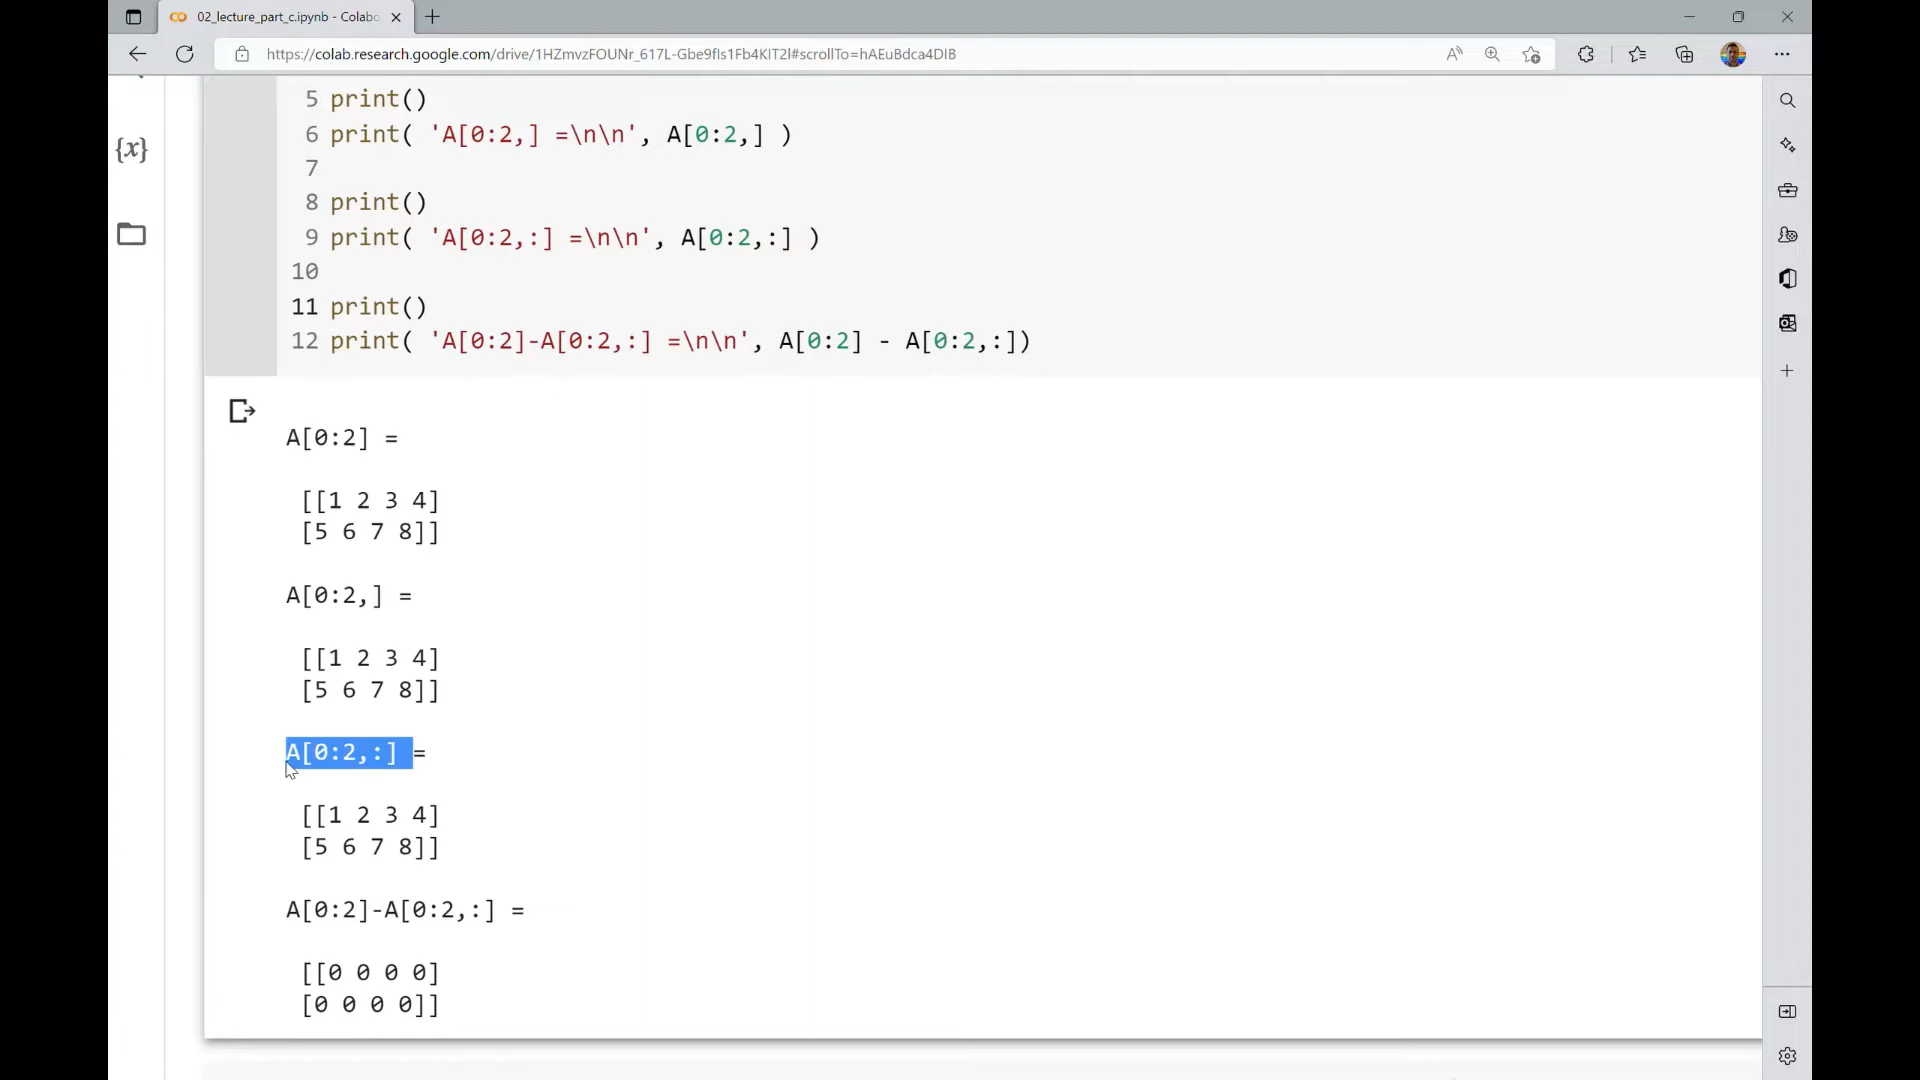 02_lecture_part_c.ipynb - Colabo
https://colab.research.google.com/drive/1HZmvzFOUNr_617L-Gbe9fIs1Fb4KIT2l#scrollTo=hAEuBdca4DIB
{x}
5 print()
6 print( 'A[0:2,] =\n\n', A[0:2,] )
7
8 print()
9 print( 'A[0:2,:] =\n\n', A[0:2,:] )
10
11 print()
12 print( 'A[0:2]-A[0:2,:] =\n\n', A[0:2] - A[0:2,:])
A[0:2] =
[[1 2 3 4]
[5 6 7 8]]
A[0:2,] =
[[1 2 3 4]
[5 6 7 8]]
A[0:2,:] =
[[1 2 3 4]
[5 6 7 8]]
A[0:2]-A[0:2,:] =
[[0 0 0 0]
[0 0 0 0]]